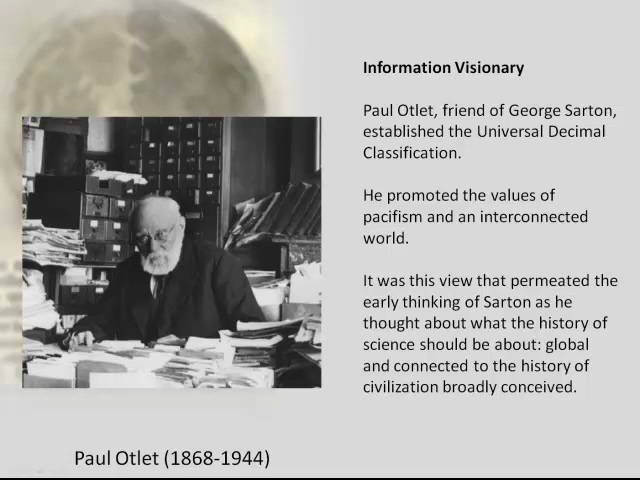 Information Visionary
Paul Otlet, friend of George Sarton,
established the Universal Decimal
Classification.
He promoted the values of
pacifism and an interconnected
world.
It was this view that permeated the
early thinking of Sarton as he
thought about what the history of
science should be about: global
and connected to the history of
civilization broadly conceived.
Paul Otlet (1868-1944)